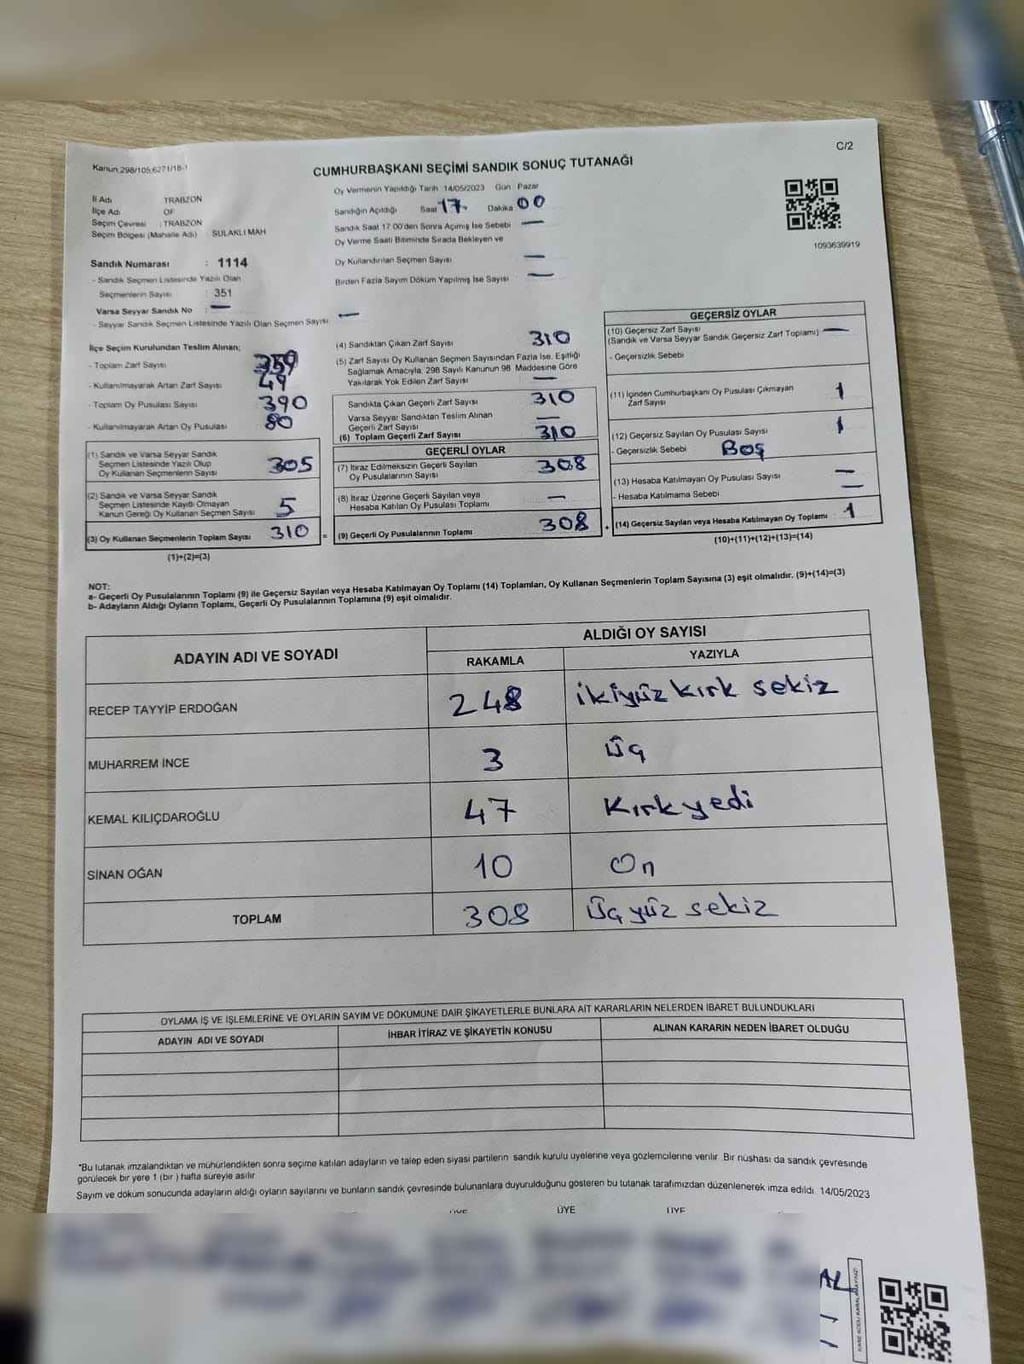 C/2
Kanun.298/105,6271/18-1
CUMHURBAŞKANI SEÇİMİ SANDIK SONUÇ TUTANAĞI
İl Adı TRABZON
İlçe Adı OF
Seçim Çevresi : TRABZON
Seçim Bölgesi (Mahalle Adı) : SULAKLI MAH
Oy Vermenin Yapıldığı Tarih 14/05/2023 Gün Pazar
Sandığın Açıldığı Saat 17 Dakika 00
Sandık Saat 17:00'den Sonra Açımış İse Sebebi —
Oy Verme Saati Bitiminde Sırada Bekleyen ve
Oy Kullandırılan Seçmen Sayısı —
Birden Fazla Sayım Döküm Yapılmış İse Sayısı —
1093639919
Sandık Numarası : 1114
- Sandık Seçmen Listesinde Yazılı Olan
Seçmenlerin Sayısı : 351
Varsa Seyyar Sandık No : —
- Seyyar Sandık Seçmen Listesinde Yazılı Olan Seçmen Sayısı —
İlçe Seçim Kurulundan Teslim Alınan;
- Toplam Zarf Sayısı
- Kullanılmayarak Artan Zarf Sayısı 49
- Toplam Oy Pusulası Sayısı 390
- Kullanılmayarak Artan Oy Pusulası 80
(1) Sandık ve Varsa Seyyar Sandık
Seçmen Listesinde Yazılı Olup
Oy Kullanan Seçmenlerin Sayısı 305
(2) Sandık ve Varsa Seyyar Sandık
Seçmen Listesinde Kayıtlı Olmayan
Kanun Gereği Oy Kullanan Seçmen Sayısı 5
(3) Oy Kullanan Seçmenlerin Toplam Sayısı 310 =
(1)+(2)=(3)
(4) Sandıktan Çıkan Zarf Sayısı 310
(5) Zarf Sayısı Oy Kullanan Seçmen Sayısından Fazla İse, Eşitliği
Sağlamak Amacıyla, 298 Sayılı Kanunun 98 Maddesine Göre
Yakılarak Yok Edilen Zarf Sayısı —
Sandıkta Çıkan Geçerli Zarf Sayısı 310
Varsa Seyyar Sandıktan Teslim Alınan
Geçerli Zarf Sayısı —
(6) Toplam Geçerli Zarf Sayısı 310
GEÇERLİ OYLAR
(7) İtiraz Edilmeksizin Geçerli Sayılan
Oy Pusulalarının Sayısı 308
(8) İtiraz Üzerine Geçerli Sayılan veya
Hesaba Katılan Oy Pusulası Toplamı —
(9) Geçerli Oy Pusulalarının Toplamı 308 +
GEÇERSİZ OYLAR
(10) Geçersiz Zarf Sayısı
(Sandık ve Varsa Seyyar Sandık Geçersiz Zarf Toplamı) —
- Geçersizlik Sebebi
(11) İçinden Cumhurbaşkanı Oy Pusulası Çıkmayan
Zarf Sayısı 1
(12) Geçersiz Sayılan Oy Pusulası Sayısı 1
- Geçersizlik Sebebi Boş
(13) Hesaba Katılmayan Oy Pusulası Sayısı —
- Hesaba Katılmama Sebebi —
(14) Geçersiz Sayılan veya Hesaba Katılmayan Oy Toplamı 1
(10)+(11)+(12)+(13)=(14)
NOT:
a- Geçerli Oy Pusulalarının Toplamı (9) ile Geçersiz Sayılan veya Hesaba Katılmayan Oy Toplamı (14) Toplamları, Oy Kullanan Seçmenlerin Toplam Sayısına (3) eşit olmalıdır. (9)+(14)=(3)
b- Adayların Aldığı Oyların Toplamı, Geçerli Oy Pusulalarının Toplamına (9) eşit olmalıdır.
ADAYIN ADI VE SOYADI ALDIĞI OY SAYISI
RAKAMLA YAZIYLA
RECEP TAYYİP ERDOĞAN 248 ikiyüz kırk sekiz
MUHARREM İNCE 3 üç
KEMAL KILIÇDAROĞLU 47 Kırk yedi
SİNAN OĞAN 10 On
TOPLAM 308 üç yüz sekiz
OYLAMA İŞ VE İŞLEMLERİNE VE OYLARIN SAYIM VE DÖKÜMÜNE DAİR ŞİKAYETLERLE BUNLARA AİT KARARLARIN NELERDEN İBARET BULUNDUKLARI
ADAYIN ADI VE SOYADI İHBAR İTİRAZ VE ŞİKAYETİN KONUSU ALINAN KARARIN NEDEN İBARET OLDUĞU
*Bu tutanak imzalandıktan ve mühürlendikten sonra seçime katılan adayların ve talep eden siyasi partilerin sandık kurulu üyelerine veya gözlemcilerine verilir. Bir nüshası da sandık çevresinde
görülecek bir yere 1 (bir) hafta süreyle asılır
Sayım ve döküm sonucunda adayların aldığı oyların sayılarını ve bunların sandık çevresinde bulunanlara duyurulduğunu gösteren bu tutanak tarafımızdan düzenlenerek imza edildi. 14/05/2023
ÜYE ÜYE ÜYE
AL